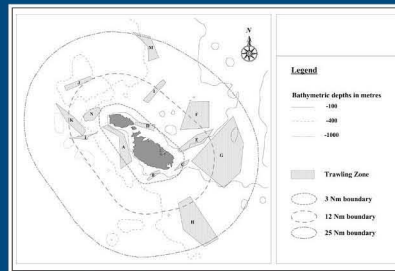 M
N
J
I
F
K
N
D
L
A
E
G
C
B
H
Legend
Bathymetric depths in metres
-100
-400
-1000
Trawling Zone
3 Nm boundary
12 Nm boundary
25 Nm boundary